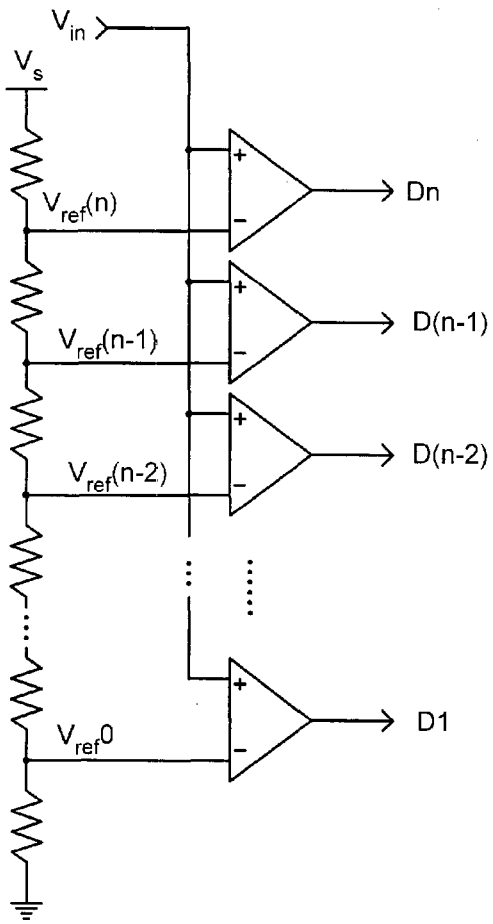 V_in
V_s
V_ref(n)
Dn
V_ref(n-1)
D(n-1)
V_ref(n-2)
D(n-2)
V_ref0
D1